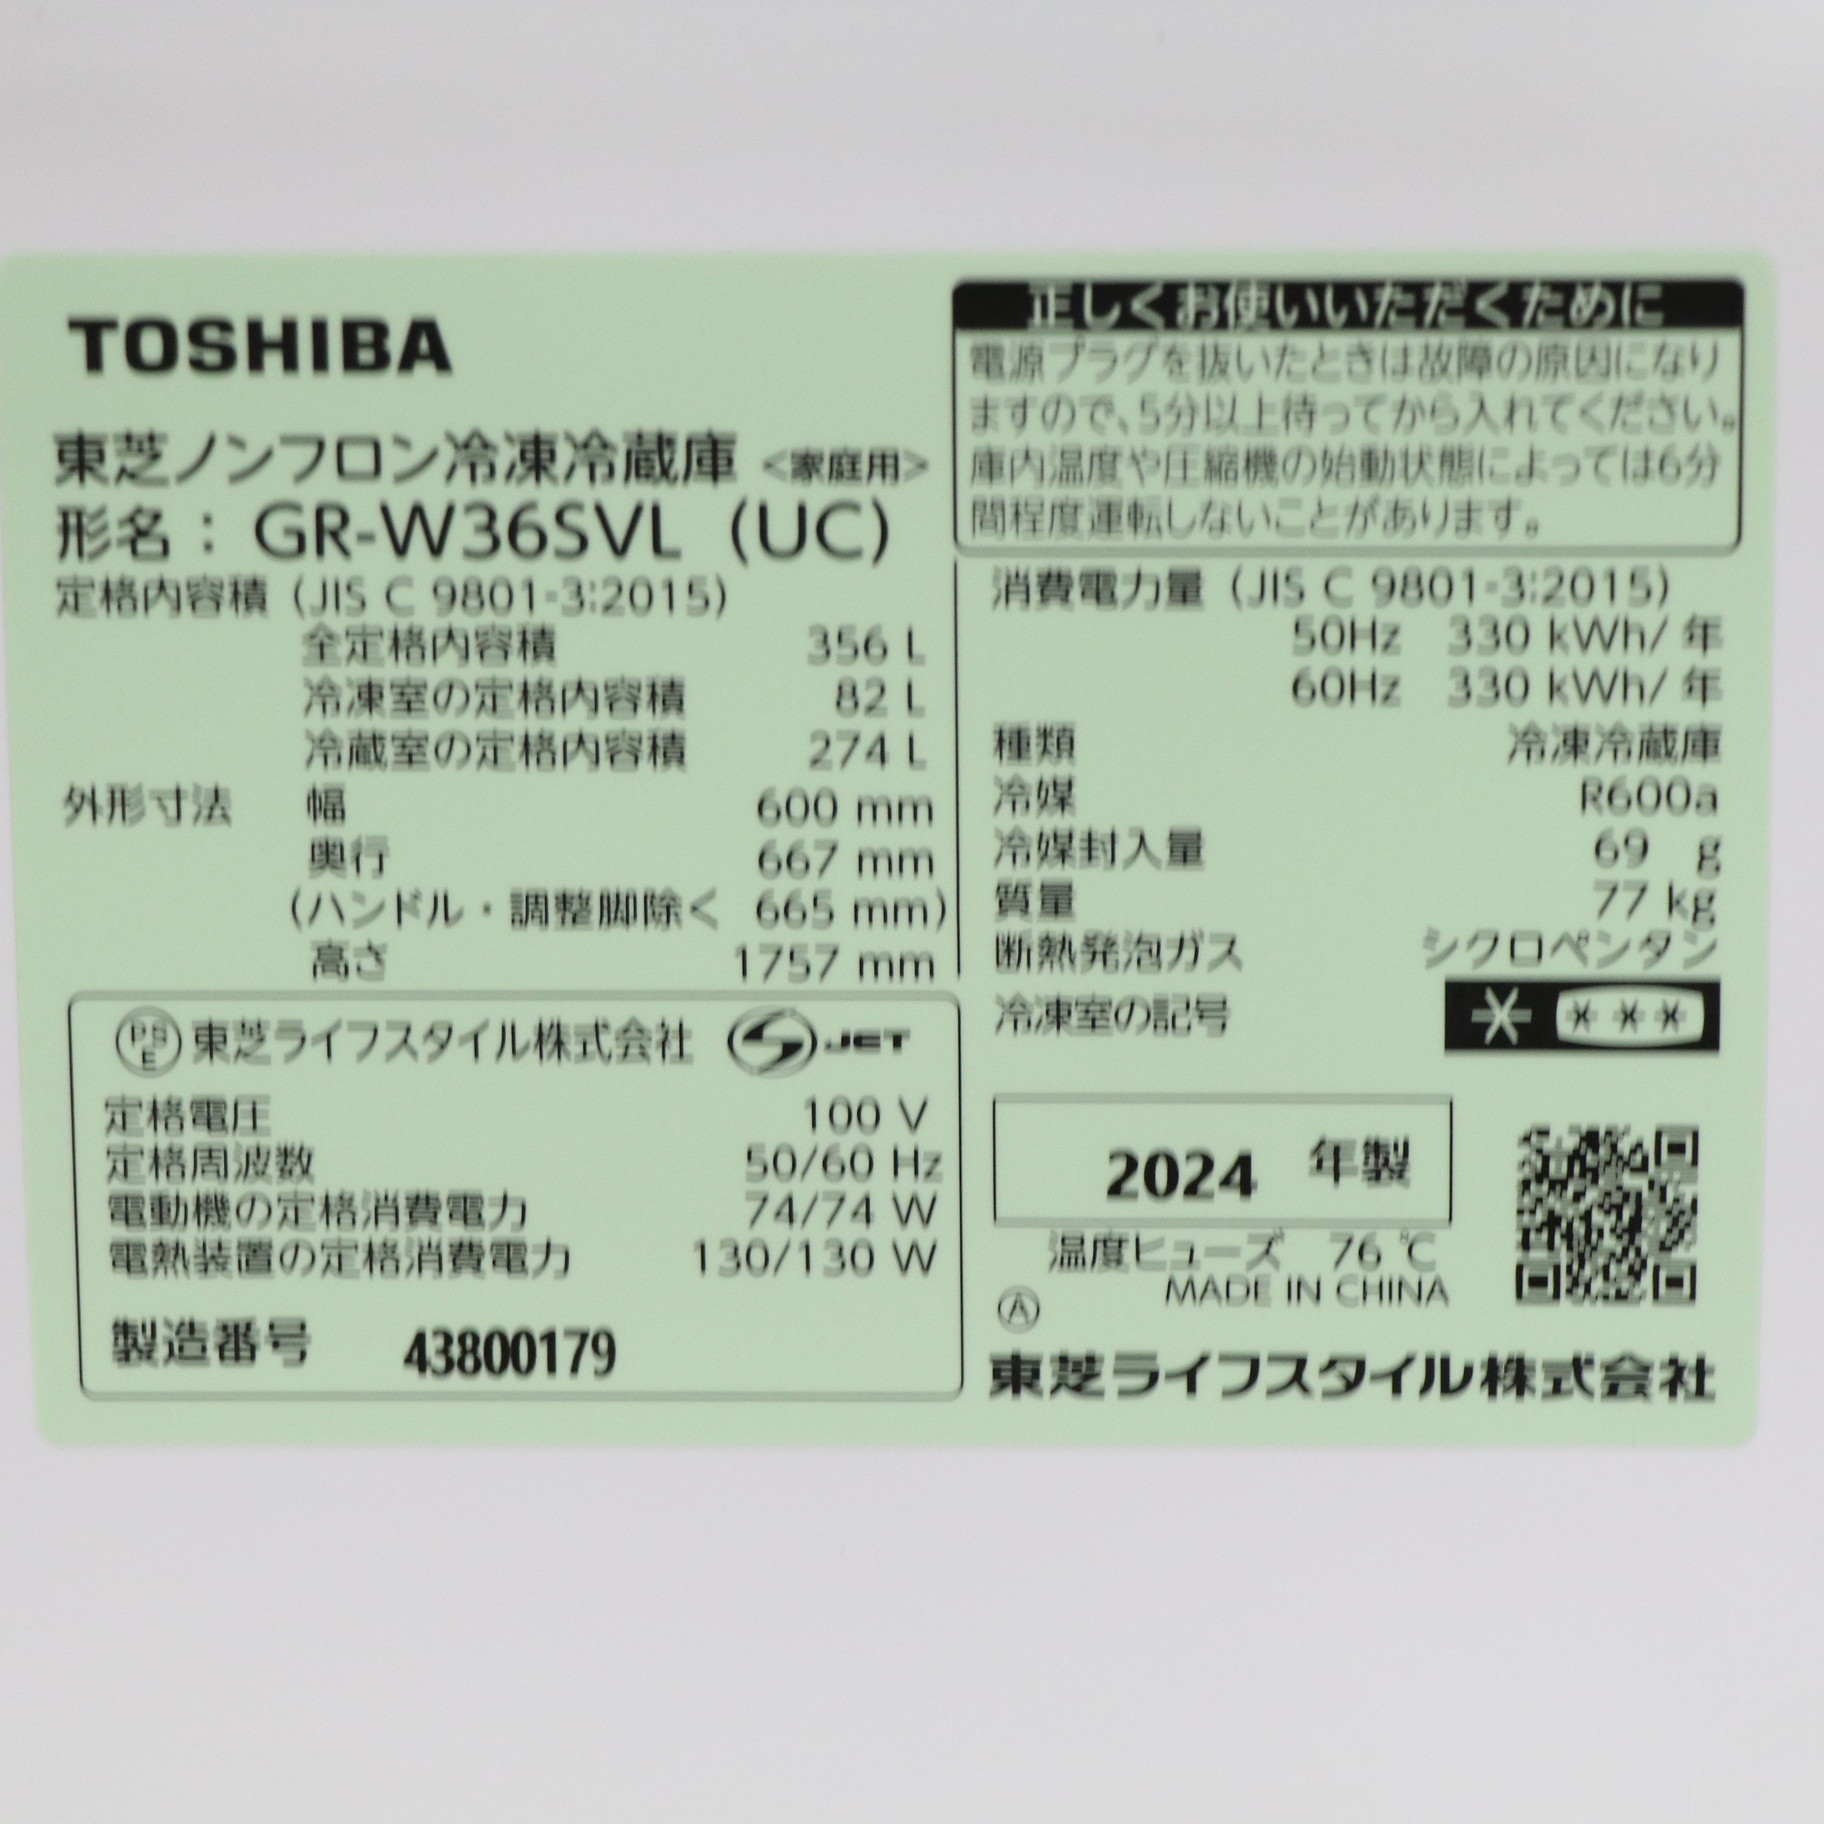 TOSHIBA
東芝ノンフロン冷凍冷蔵庫 <家庭用>
形名: GR-W36SVL (UC)
定格内容積 (JIS C 9801-3:2015)
全定格内容積 356 L
冷凍室の定格内容積 82 L
冷蔵室の定格内容積 274 L
外形寸法 幅 600 mm
奥行 667 mm
(ハンドル・調整脚除く 665 mm)
高さ 1757 mm
PSE 東芝ライフスタイル株式会社 JET
定格電圧 100 V
定格周波数 50/60 Hz
電動機の定格消費電力 74/74 W
電熱装置の定格消費電力 130/130 W
製造番号 43800179
正しくお使いいただくために
電源プラグを抜いたときは故障の原因になり
ますので、5分以上待ってから入れてください。
庫内温度や圧縮機の始動状態によっては6分
間程度運転しないことがあります。
消費電力量 (JIS C 9801-3:2015)
50Hz 330 kWh/年
60Hz 330 kWh/年
種類 冷凍冷蔵庫
冷媒 R600a
冷媒封入量 69 g
質量 77 kg
断熱発泡ガス シクロペンタン
冷凍室の記号 * ***
2024 年製
温度ヒューズ 76 ℃
MADE IN CHINA
Ⓐ
東芝ライフスタイル株式会社